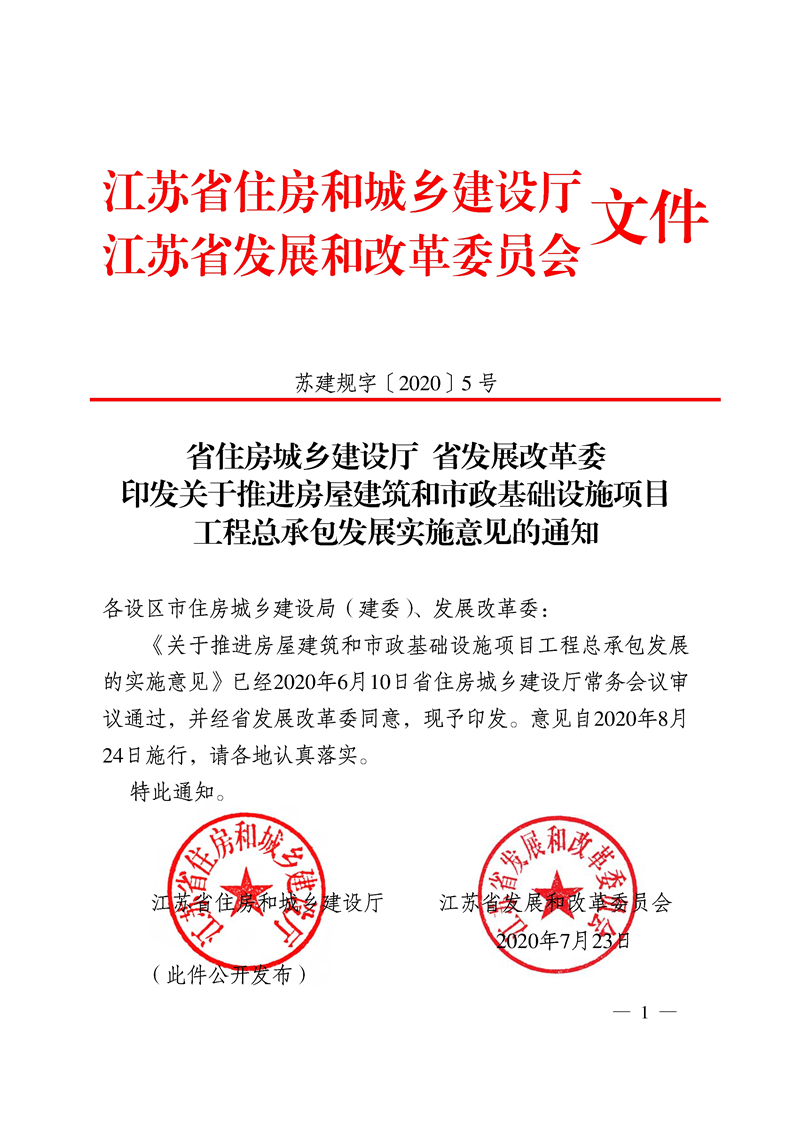 江苏省住房和城乡建设厅
江苏省发展和改革委员会
文件
苏建规字〔2020〕5 号
省住房城乡建设厅 省发展改革委
印发关于推进房屋建筑和市政基础设施项目
工程总承包发展实施意见的通知
各设区市住房城乡建设局（建委）、发展改革委：
《关于推进房屋建筑和市政基础设施项目工程总承包发展
的实施意见》已经2020年6月10日省住房城乡建设厅常务会议审
议通过，并经省发展改革委同意，现予印发。意见自2020年8月
24日施行，请各地认真落实。
特此通知。
江苏省住房和城乡建设厅
江苏省发展和改革委员会
江苏省住房和城乡建设厅 江苏省发展和改革委员会
2020年7月23日
（此件公开发布）
— 1 —